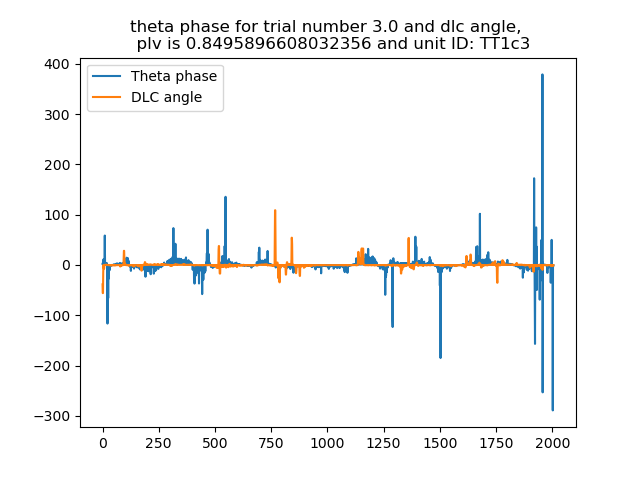 theta phase for trial number 3.0 and dlc angle,
plv is 0.8495896608032356 and unit ID: TT1c3
Theta phase
DLC angle
400
300
200
100
0
−100
−200
−300
0 250 500 750 1000 1250 1500 1750 2000